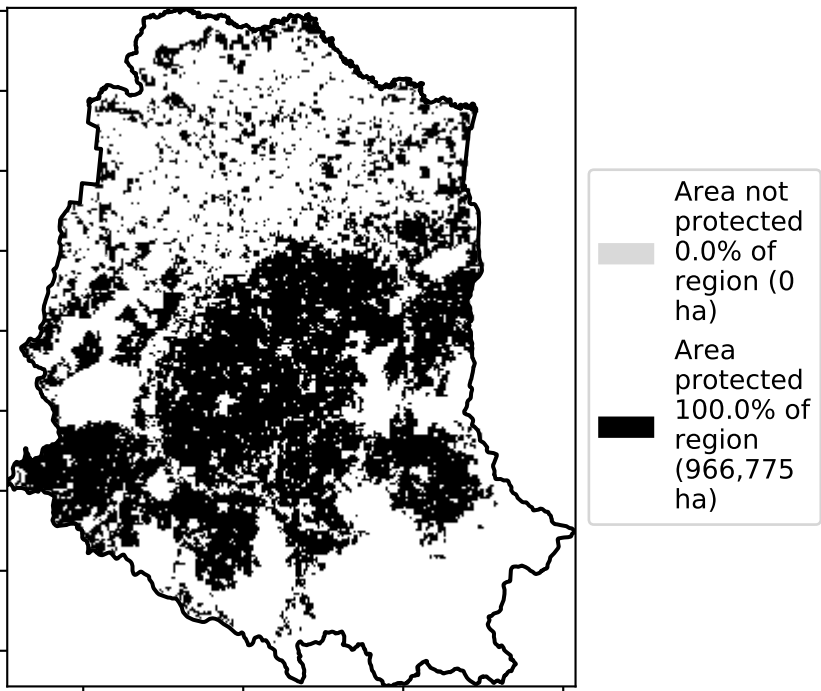 Area not
protected
0.0% of
region (0
ha)
Area
protected
100.0% of
region
(966,775
ha)